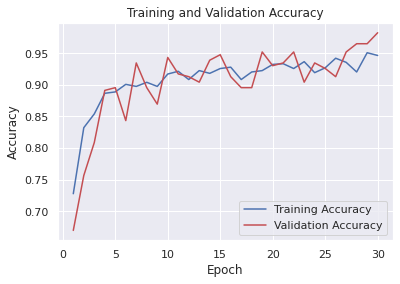 Training and Validation Accuracy
Accuracy
0.95
0.90
0.85
0.80
0.75
0.70
Training Accuracy
Validation Accuracy
0 5 10 15 20 25 30
Epoch